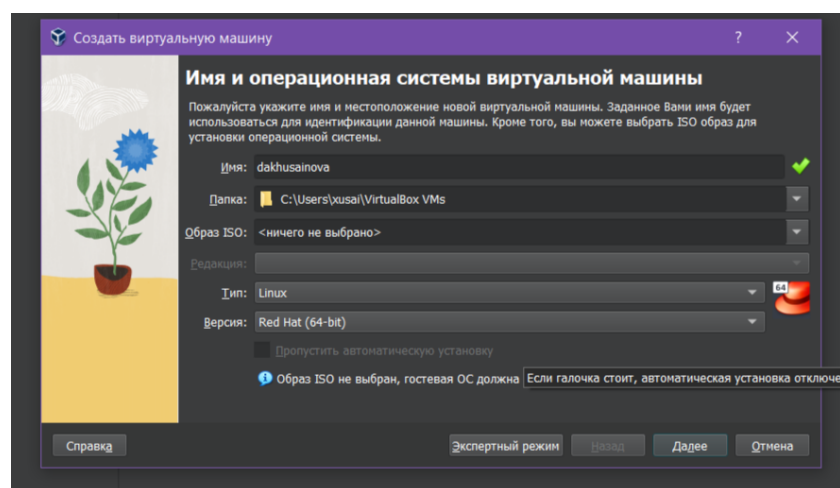 Создать виртуальную машину
?
Имя и операционная системы виртуальной машины
Пожалуйста укажите имя и местоположение новой виртуальной машины. Заданное Вами имя будет
использоваться для идентификации данной машины. Кроме того, вы можете выбрать ISO образ для
установки операционной системы.
Имя: dakhusainova
Папка: C:\Users\xusai\VirtualBox VMs
Образ ISO: <ничего не выбрано>
Редакция:
Тип: Linux
64
Версия: Red Hat (64-bit)
Пропустить автоматическую установку
Образ ISO не выбран, гостевая ОС должна Если галочка стоит, автоматическая установка отключе
Справка Экспертный режим Назад Далее Отмена